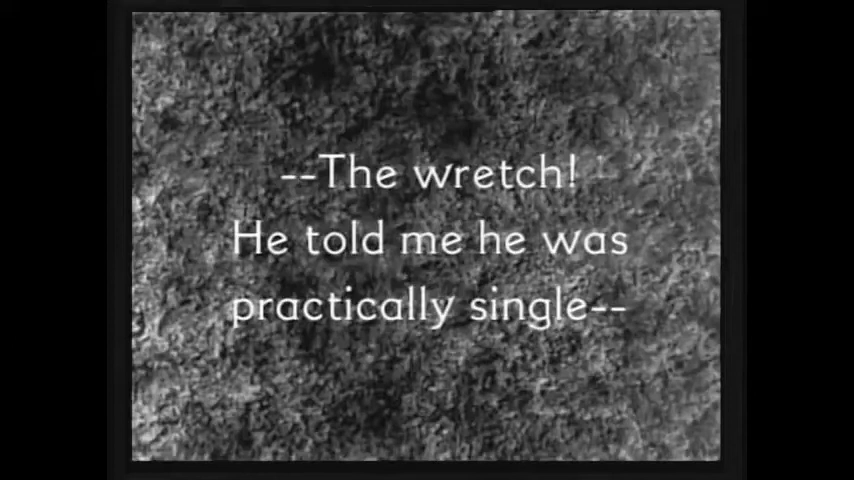 --The wretch!
He told me he was
practically single--